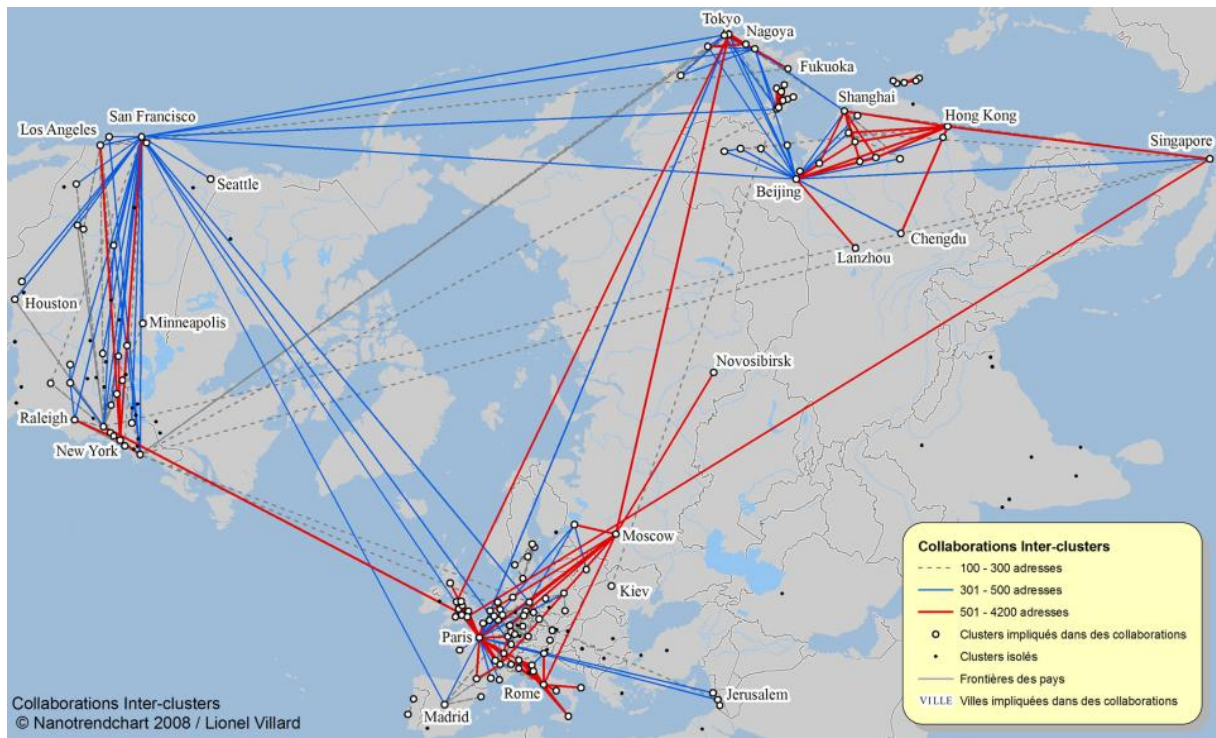 Tokyo
Nagoya
Fukuoka
San Francisco
Los Angeles
Shanghai
Hong Kong
Singapore
Seattle
Beijing
Chengdu
Lanzhou
Houston
Minneapolis
Novosibirsk
Raleigh
New York
Moscow
Kiev
Paris
Rome
Jerusalem
Madrid
Collaborations Inter-clusters
100 - 300 adresses
301 - 500 adresses
501 - 4200 adresses
Clusters impliqués dans des collaborations
Clusters isolés
Frontières des pays
VILLE Villes impliquées dans des collaborations
Collaborations Inter-clusters
© Nanotrendchart 2008 / Lionel Villard